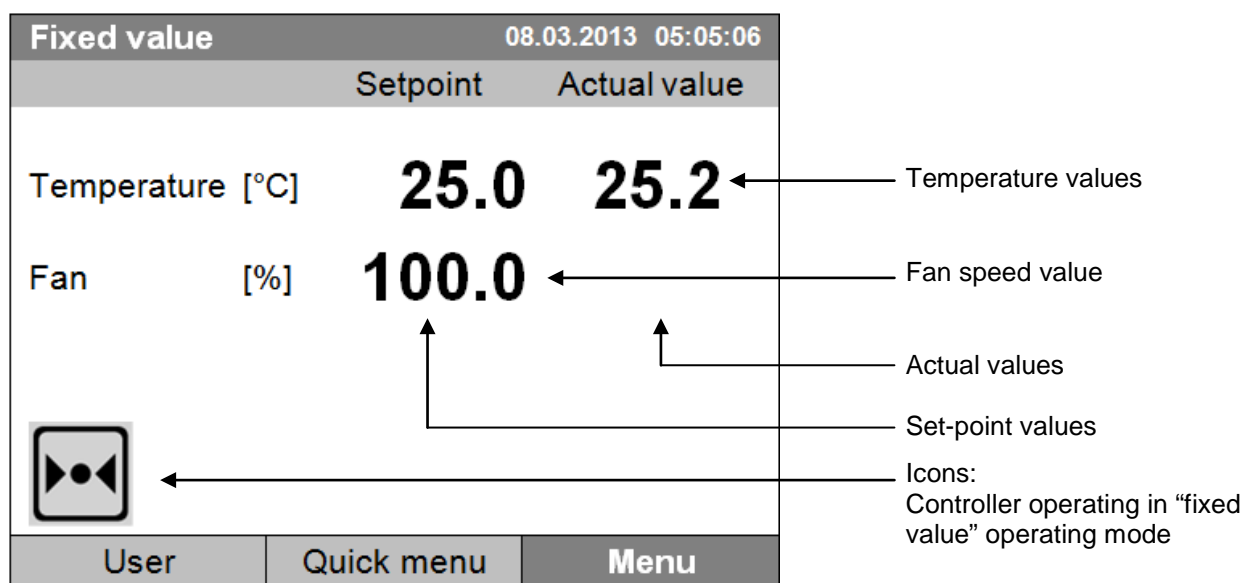 Fixed value 08.03.2013 05:05:06
Setpoint Actual value
Temperature [°C] 25.0 25.2
Temperature values
Fan [%] 100.0
Fan speed value
Actual values
Set-point values
Icons:
Controller operating in “fixed
value” operating mode
User Quick menu Menu